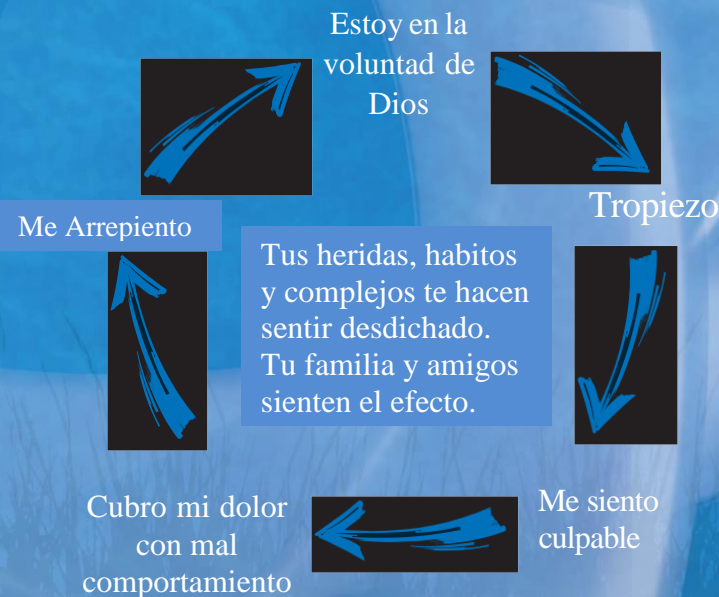 Estoy en la
voluntad de
Dios
Tropiezo
Me Arrepiento
Tus heridas, habitos
y complejos te hacen
sentir desdichado.
Tu familia y amigos
sienten el efecto.
Me siento
culpable
Cubro mi dolor
con mal
comportamiento